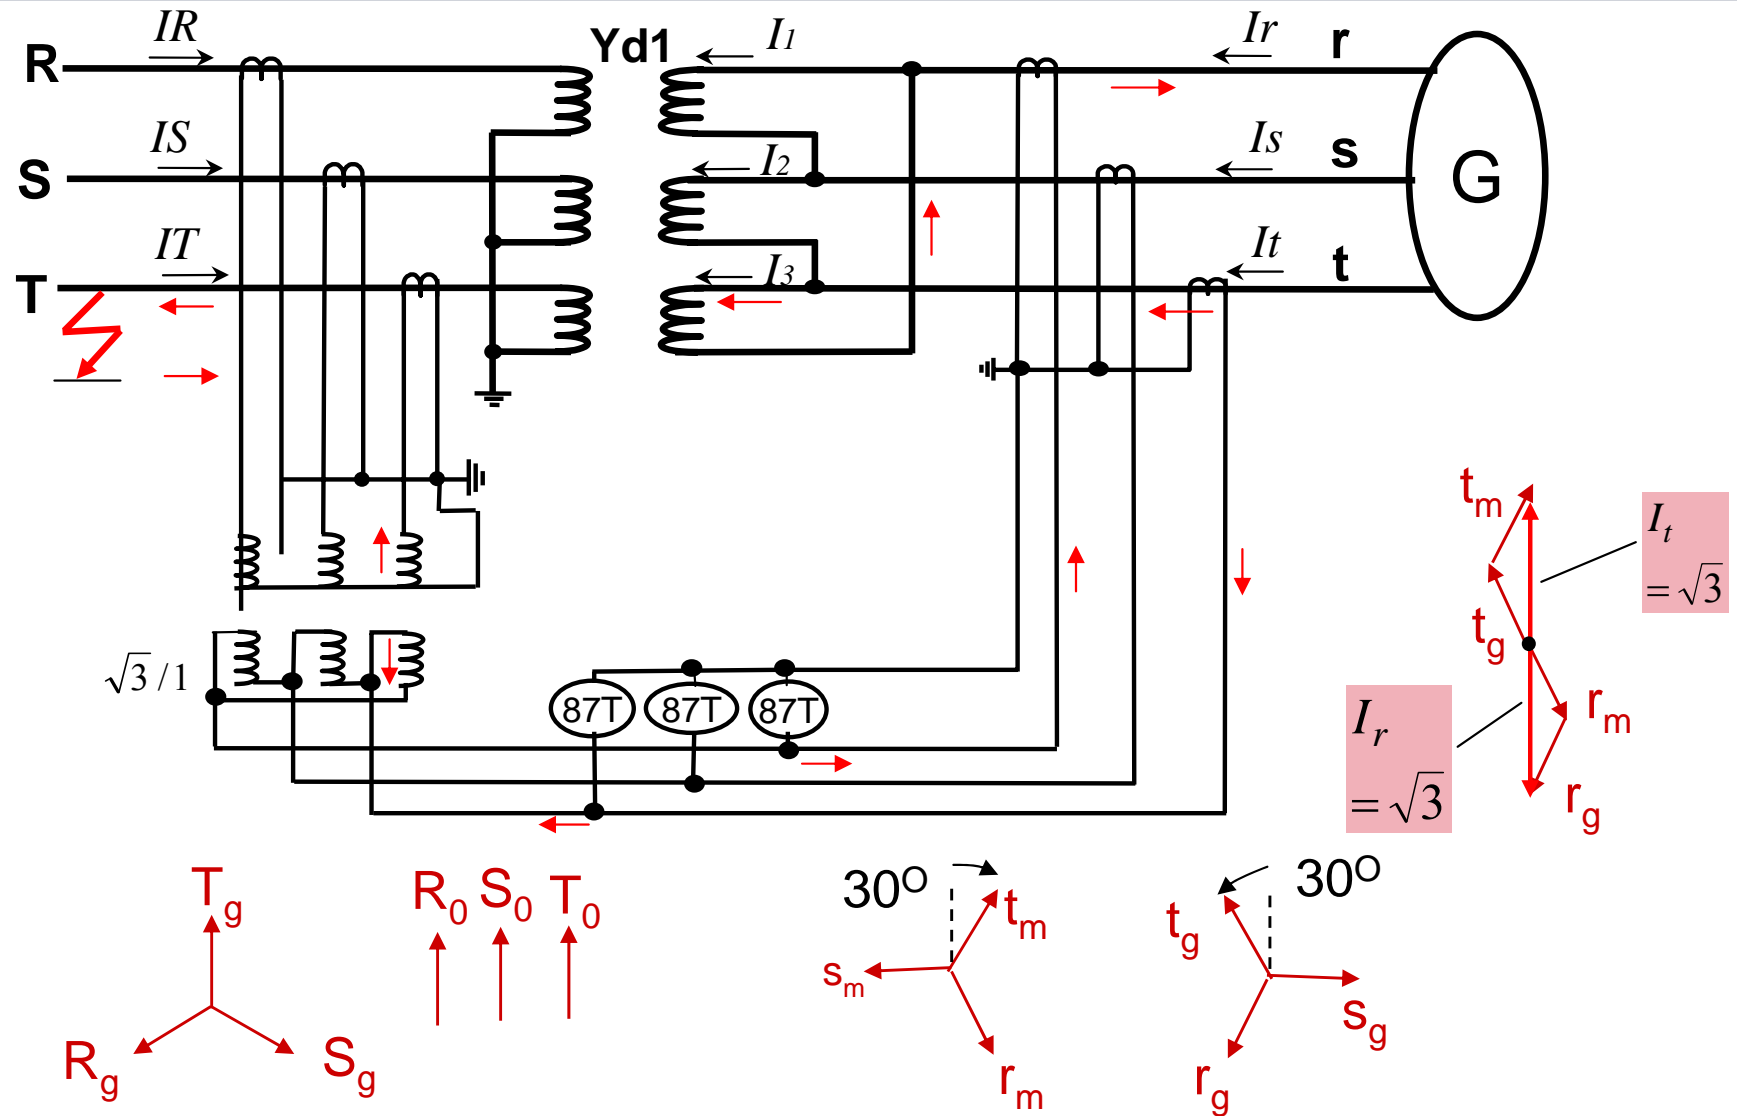 Yd1
R
IR
I1
Ir
r
S
IS
I2
Is
s
G
T
IT
I3
It
t
√3 / 1
87T
87T
87T
tm
It
= √3
tg
Ir
= √3
rm
rg
Tg
Rg
Sg
R0
S0
T0
30O
tm
sm
rm
30O
tg
sg
rg